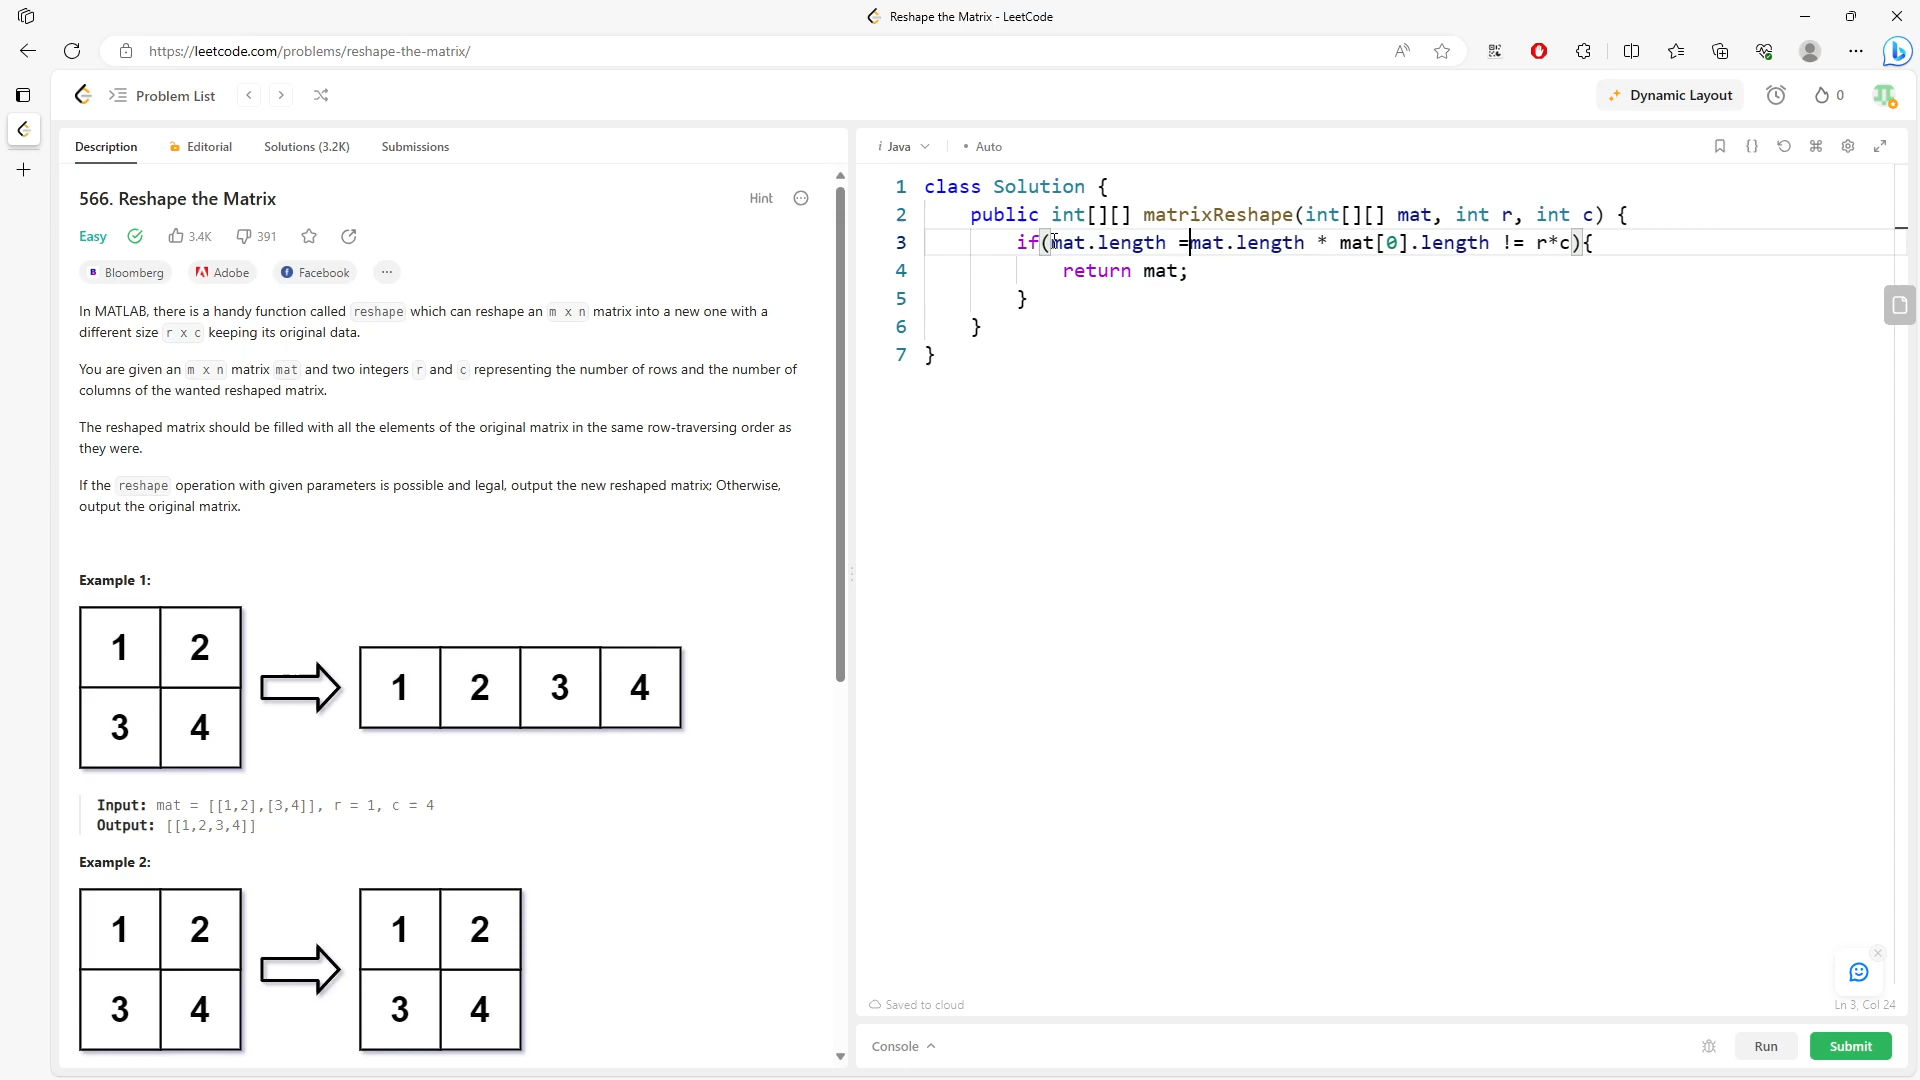 Reshape the Matrix - LeetCode
https://leetcode.com/problems/reshape-the-matrix/
Problem List
Dynamic Layout
0
Description
Editorial
Solutions (3.2K)
Submissions
566. Reshape the Matrix
Hint
Easy
3.4K
391
Bloomberg
Adobe
Facebook
In MATLAB, there is a handy function called reshape which can reshape an m x n matrix into a new one with a
different size r x c keeping its original data.
You are given an m x n matrix mat and two integers r and c representing the number of rows and the number of
columns of the wanted reshaped matrix.
The reshaped matrix should be filled with all the elements of the original matrix in the same row-traversing order as
they were.
If the reshape operation with given parameters is possible and legal, output the new reshaped matrix; Otherwise,
output the original matrix.
Example 1:
1 2
3 4
1 2 3 4
Input: mat = [[1,2],[3,4]], r = 1, c = 4
Output: [[1,2,3,4]]
Example 2:
1 2
3 4
1 2
3 4
i Java
• Auto
1 class Solution {
2 public int[][] matrixReshape(int[][] mat, int r, int c) {
3 if(mat.length =mat.length * mat[0].length != r*c){
4 return mat;
5 }
6 }
7 }
Saved to cloud
Ln 3, Col 24
Console
Run
Submit